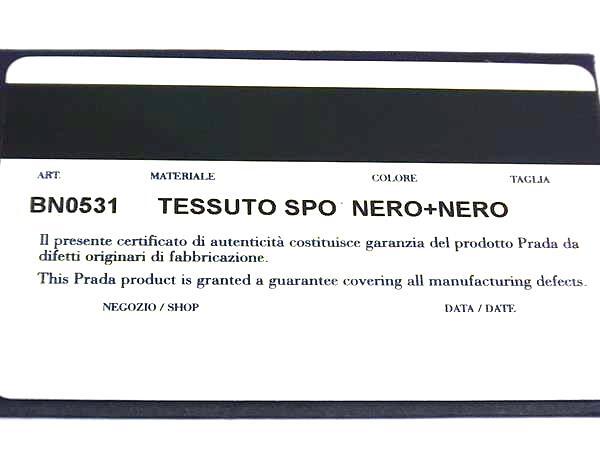 ART. MATERIALE COLORE TAGLIA
BN0531 TESSUTO SPO NERO+NERO
Il presente certificato di autenticità costituisce garanzia del prodotto Prada da
difetti originari di fabbricazione.
This Prada product is granted a guarantee covering all manufacturing defects.
NEGOZIO / SHOP DATA / DATE